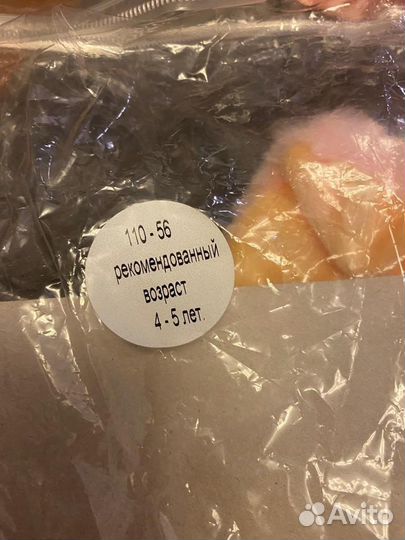 110 - 56
рекомендованный
возраст
4 - 5 лет.
Avito